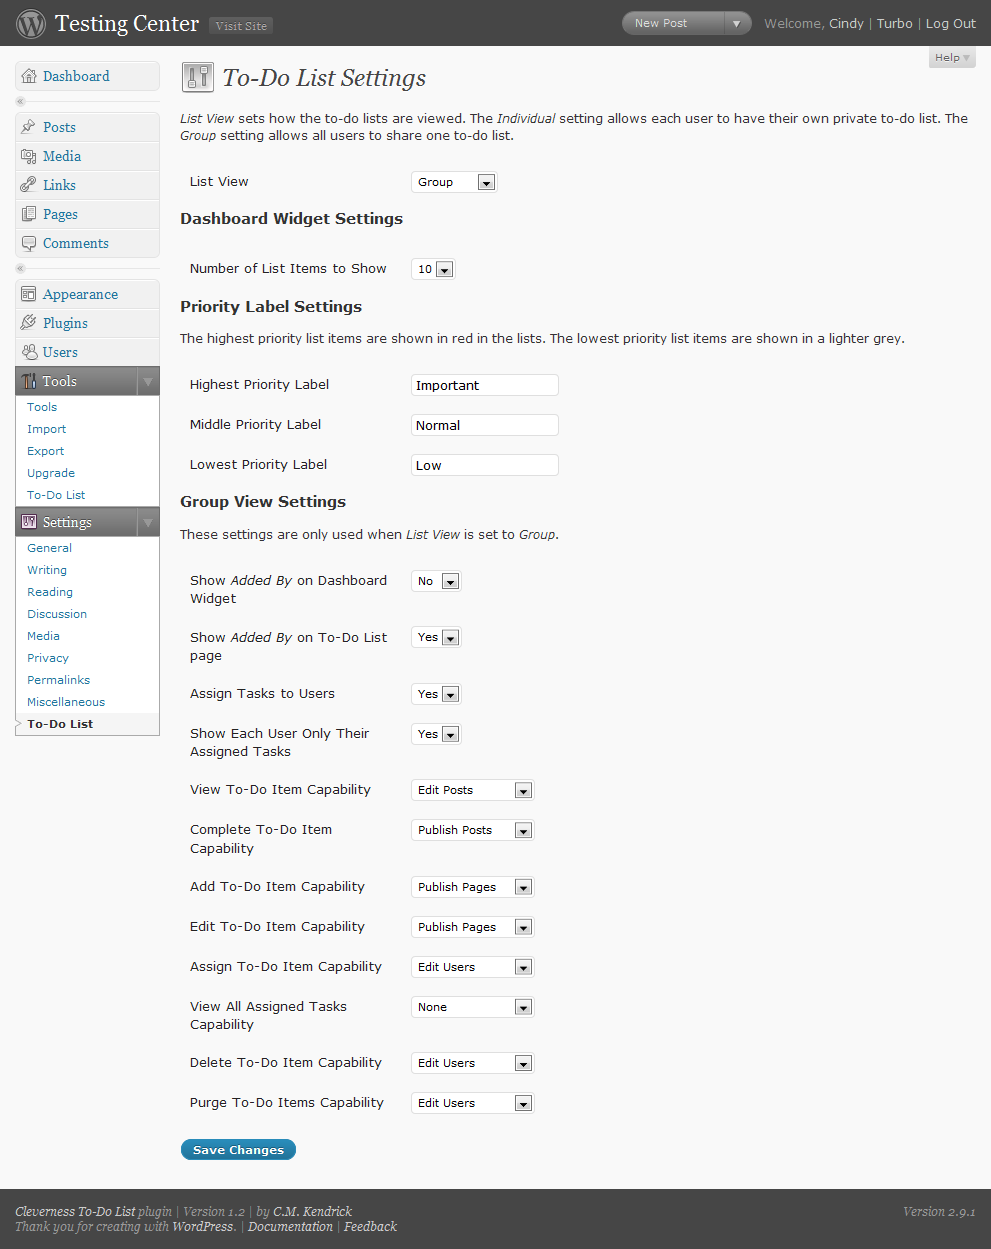 Testing Center Visit Site
New Post
Welcome, Cindy | Turbo | Log Out
Help
Dashboard
Posts
Media
Links
Pages
Comments
Appearance
Plugins
Users
Tools
Tools
Import
Export
Upgrade
To-Do List
Settings
General
Writing
Reading
Discussion
Media
Privacy
Permalinks
Miscellaneous
To-Do List
To-Do List Settings
List View sets how the to-do lists are viewed. The Individual setting allows each user to have their own private to-do list. The
Group setting allows all users to share one to-do list.
List View Group
Dashboard Widget Settings
Number of List Items to Show 10
Priority Label Settings
The highest priority list items are shown in red in the lists. The lowest priority list items are shown in a lighter grey.
Highest Priority Label Important
Middle Priority Label Normal
Lowest Priority Label Low
Group View Settings
These settings are only used when List View is set to Group.
Show Added By on Dashboard No
Widget
Show Added By on To-Do List Yes
page
Assign Tasks to Users Yes
Show Each User Only Their Yes
Assigned Tasks
View To-Do Item Capability Edit Posts
Complete To-Do Item Publish Posts
Capability
Add To-Do Item Capability Publish Pages
Edit To-Do Item Capability Publish Pages
Assign To-Do Item Capability Edit Users
View All Assigned Tasks None
Capability
Delete To-Do Item Capability Edit Users
Purge To-Do Items Capability Edit Users
Save Changes
Cleverness To-Do List plugin | Version 1.2 | by C.M. Kendrick
Thank you for creating with WordPress. | Documentation | Feedback
Version 2.9.1